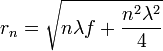 r_n = \sqrt{n\lambda f + \frac{n^2\lambda^2}{4}}